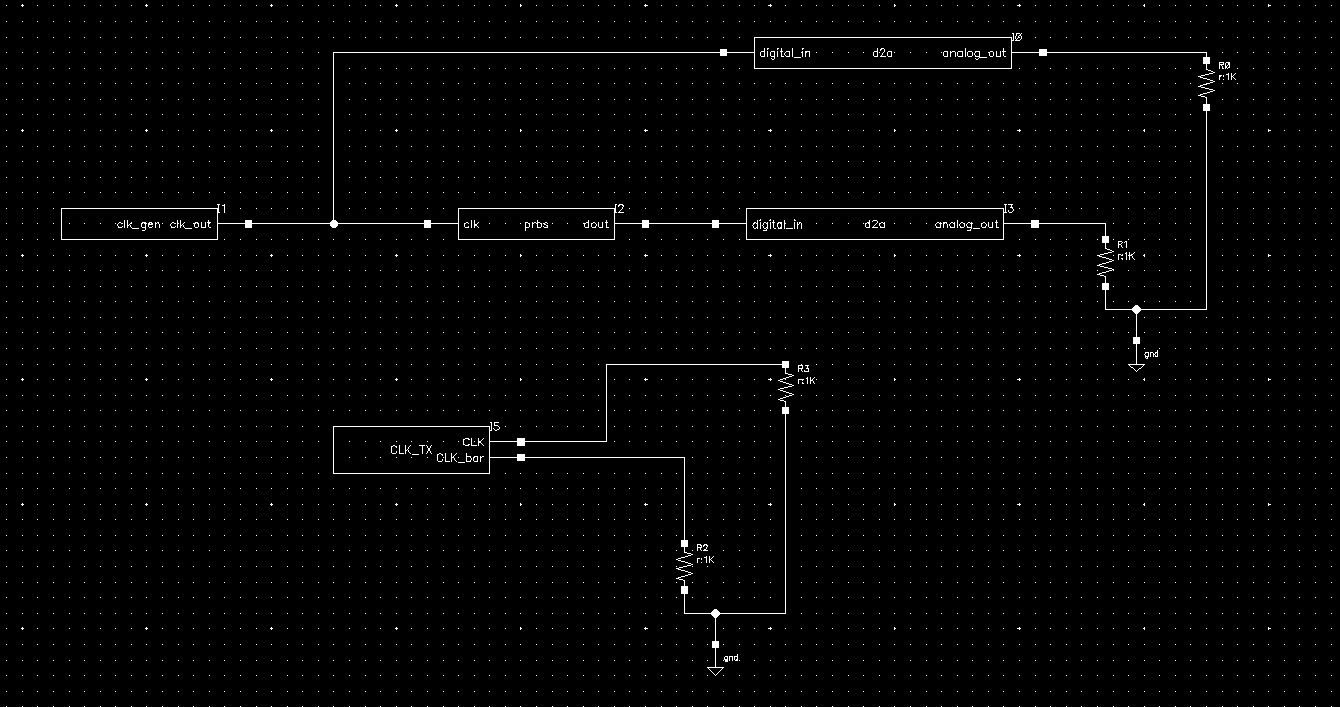 I0
digital_in d2a analog_out
R0
r:1K
I1
clk_gen clk_out
I2
clk prbs dout
I3
digital_in d2a analog_out
R1
r:1K
gnd
R3
r:1K
I5
CLK
CLK_TX
CLK_bar
R2
r:1K
gnd